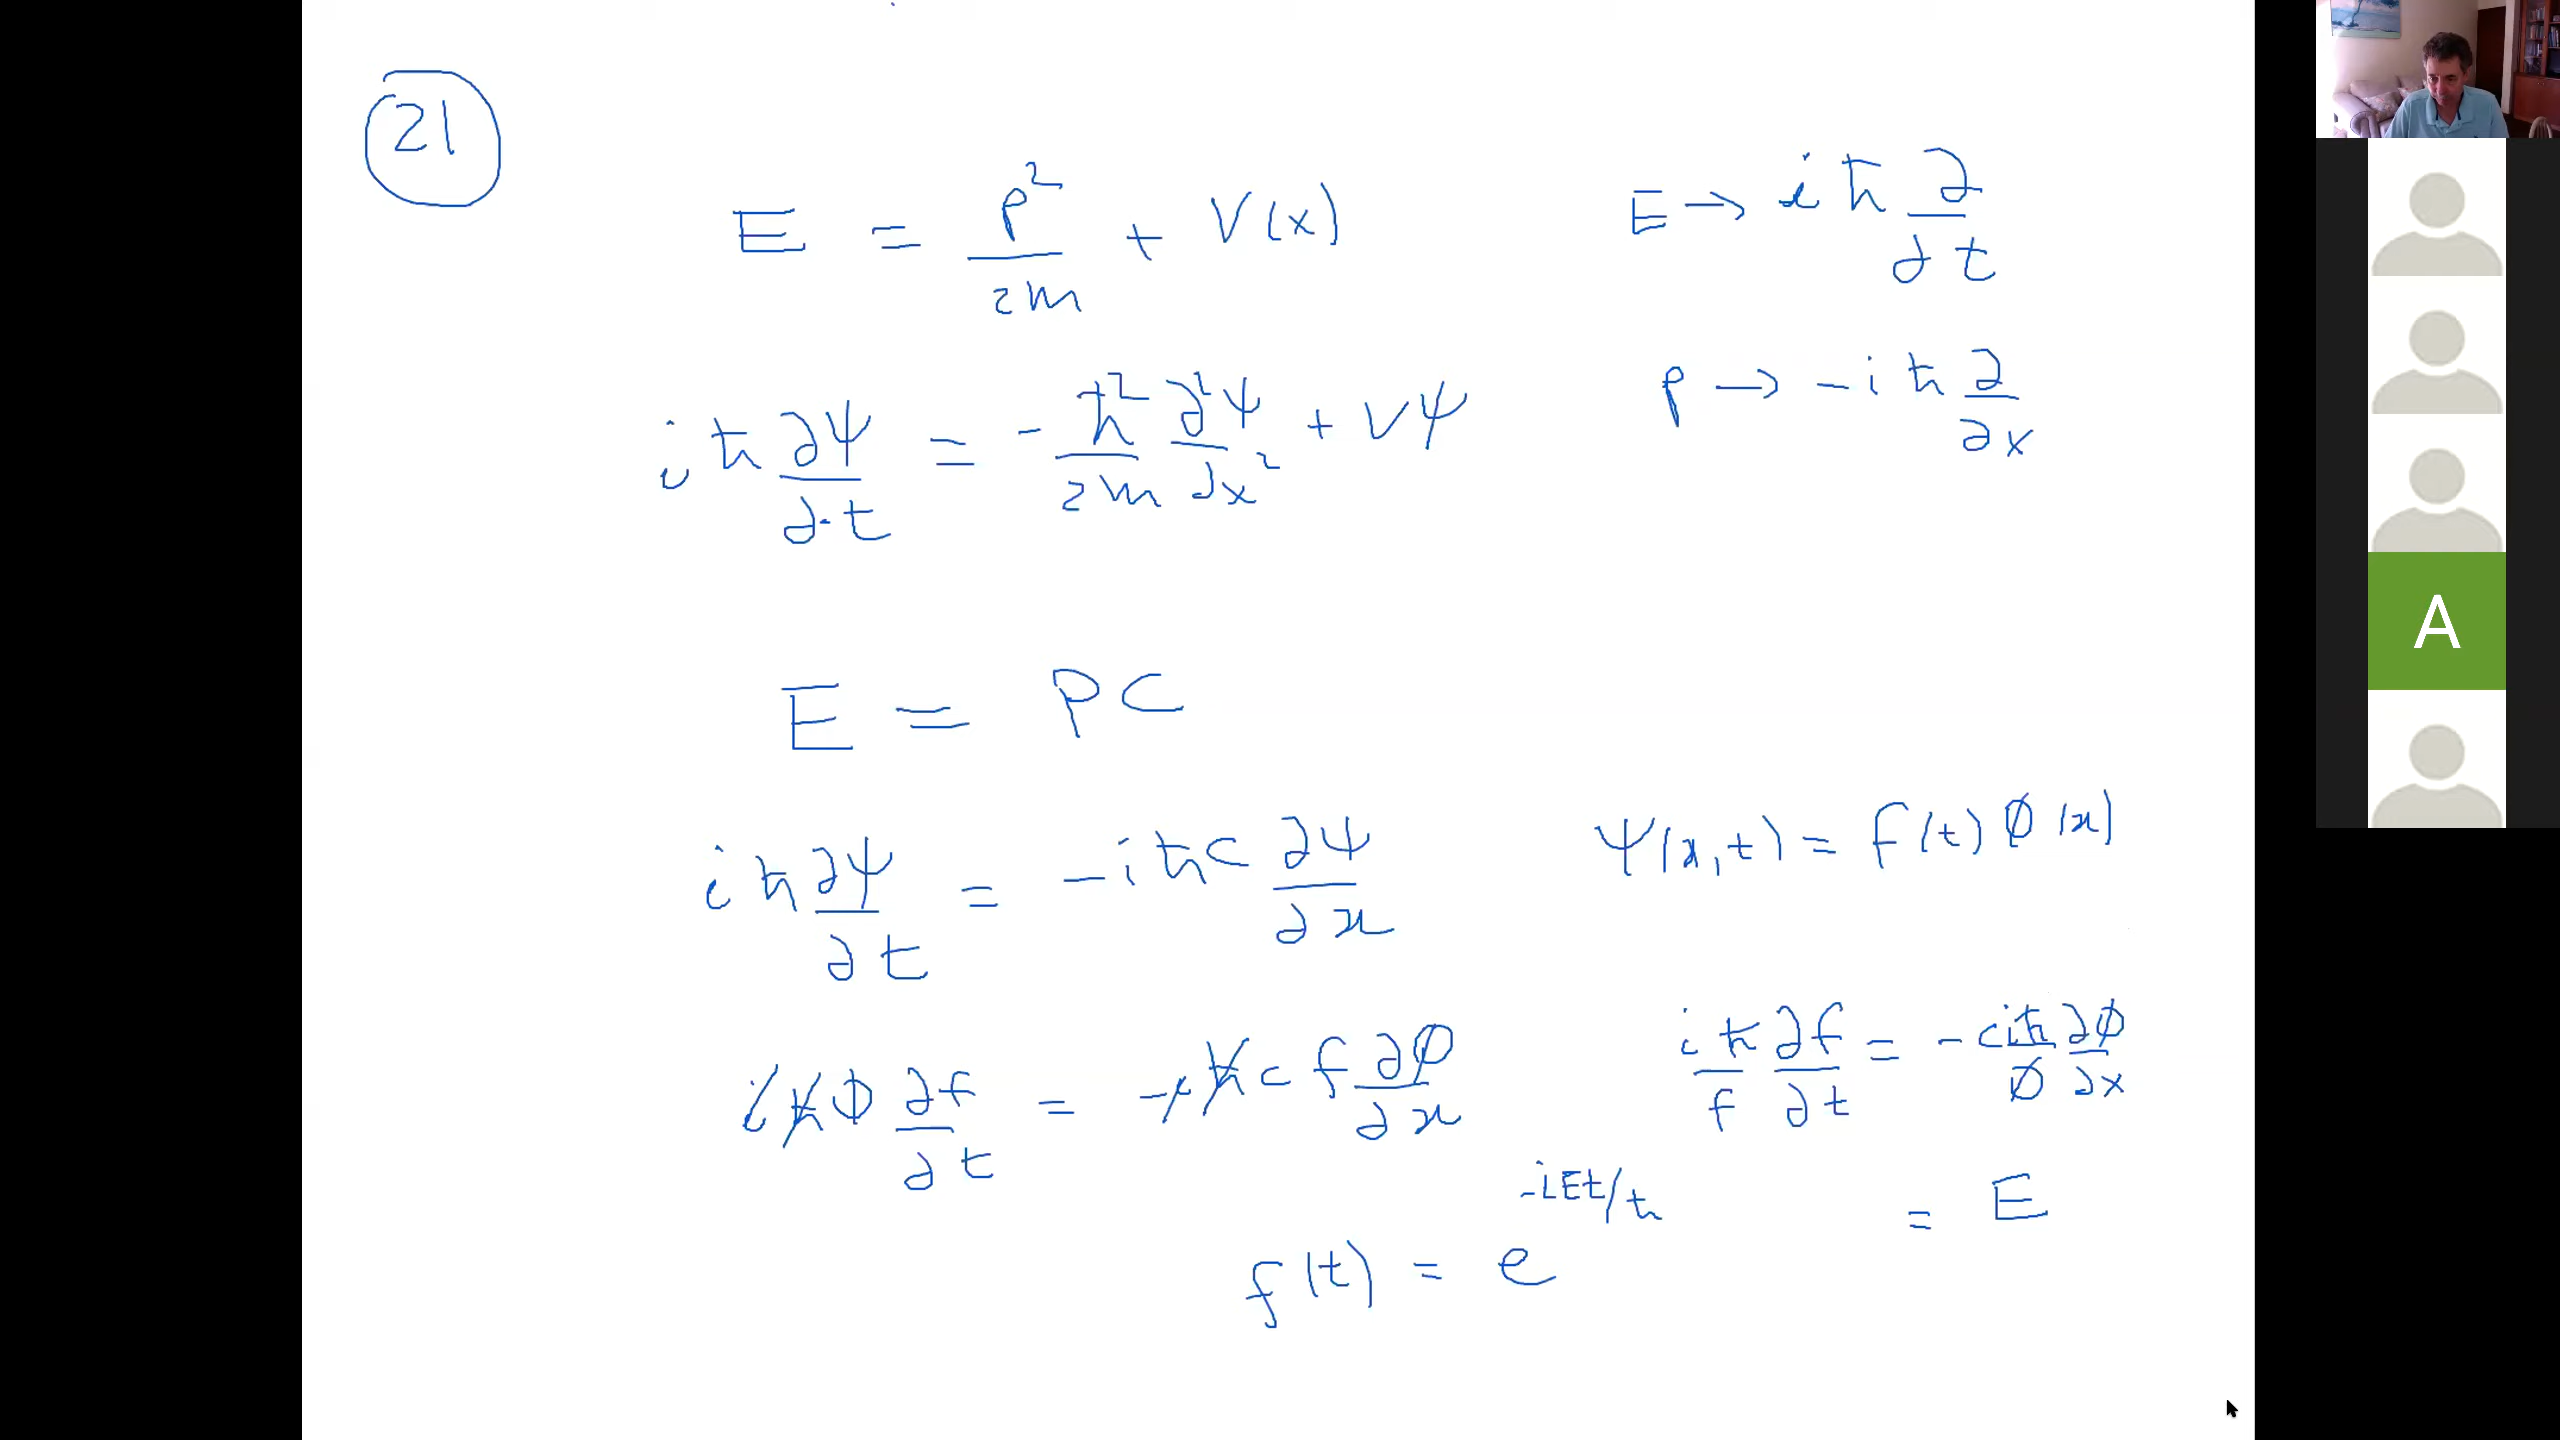 21
E = p²/2m + V(x)    E → iħ ∂/∂t
iħ ∂Ψ/∂t = - ħ²/2m ∂²Ψ/∂x² + VΨ    p → -iħ ∂/∂x
E = pc
iħ ∂Ψ/∂t = -iħc ∂Ψ/∂x    Ψ(x,t) = f(t) φ(x)
iħφ ∂f/∂t = -iħc f ∂φ/∂x    iħ/f ∂f/∂t = - ciħ/φ ∂φ/∂x
= E
f(t) = e^(-iEt/ħ)
A